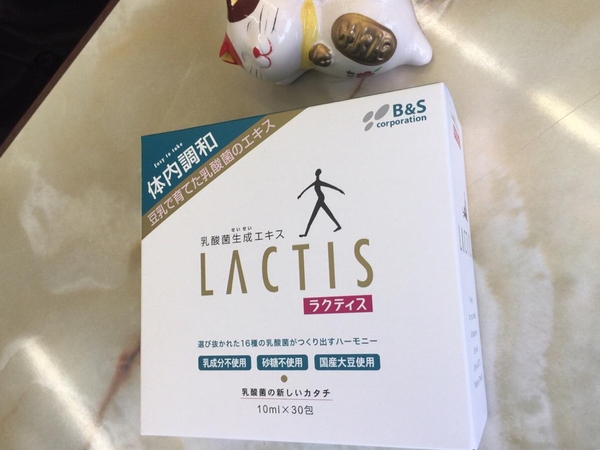 B&S
corporation
Easy to take
体内調和
豆乳で育てた乳酸菌のエキス
せいせい
乳酸菌生成エキス
LACTIS
ラクティス
選び抜かれた16種の乳酸菌がつくり出すハーモニー
乳成分不使用 砂糖不使用 国産大豆使用
乳酸菌の新しいカタチ
10ml×30包